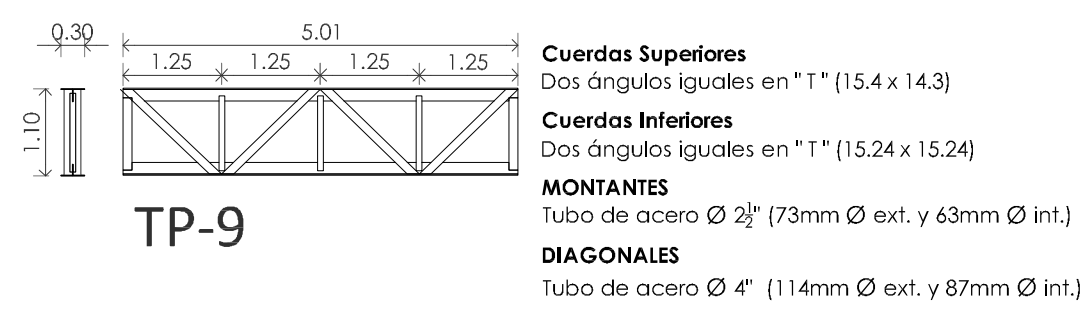 0.30
5.01
1.25 1.25 1.25 1.25
1.10
TP-9
Cuerdas Superiores
Dos ángulos iguales en " T " (15.4 x 14.3)
Cuerdas Inferiores
Dos ángulos iguales en " T " (15.24 x 15.24)
MONTANTES
Tubo de acero Ø 2½" (73mm Ø ext. y 63mm Ø int.)
DIAGONALES
Tubo de acero Ø 4" (114mm Ø ext. y 87mm Ø int.)